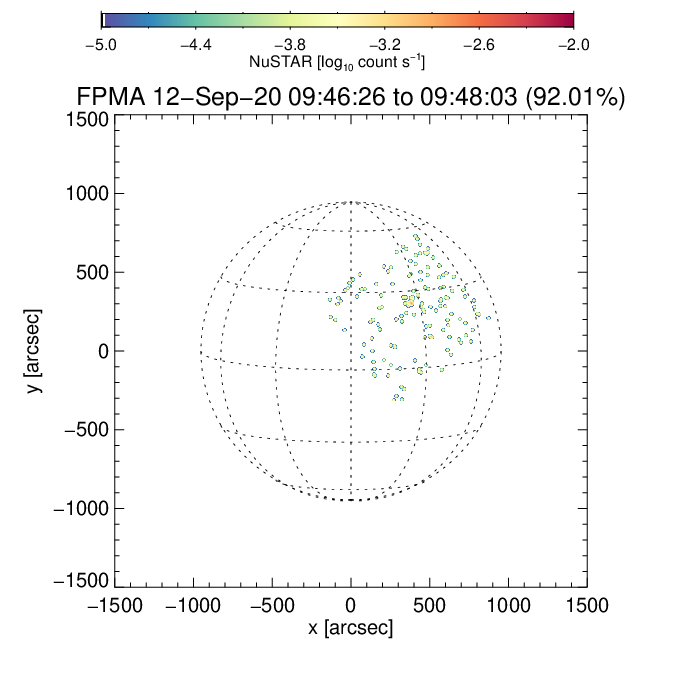 −5.0 −4.4 −3.8 −3.2 −2.6 −2.0
NuSTAR [log₁₀ count s⁻¹]
FPMA 12−Sep−20 09:46:26 to 09:48:03 (92.01%)
1500
1000
500
0
−500
−1000
−1500
y [arcsec]
−1500 −1000 −500 0 500 1000 1500
x [arcsec]